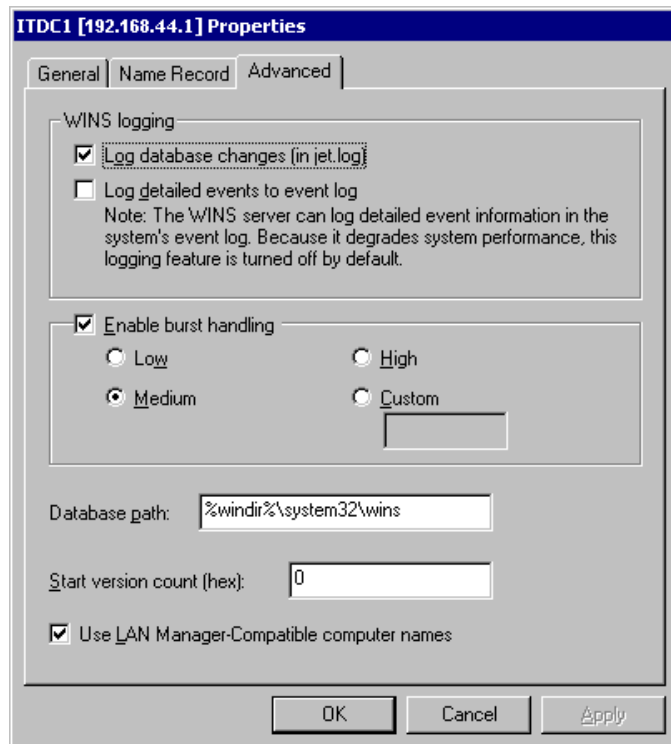 ITDC1 [192.168.44.1] Properties
General Name Record Advanced
WINS logging
Log database changes (in jet.log)
Log detailed events to event log
Note: The WINS server can log detailed event information in the
system's event log. Because it degrades system performance, this
logging feature is turned off by default.
Enable burst handling
Low High
Medium Custom
Database path: %windir%\system32\wins
Start version count (hex): 0
Use LAN Manager-Compatible computer names
OK Cancel Apply